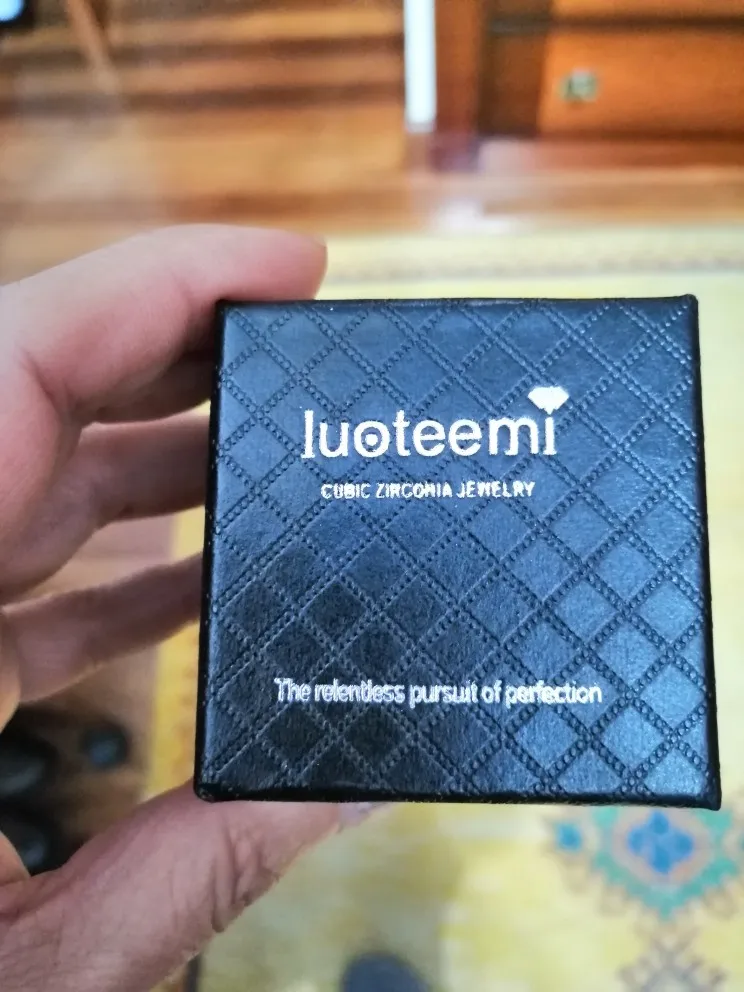 luoteemi
CUBIC ZIRCONIA JEWELRY
The relentless pursuit of perfection